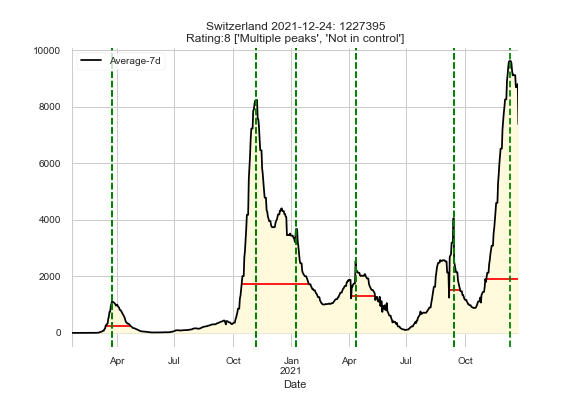 Switzerland 2021-12-24: 1227395
Rating:8 ['Multiple peaks', 'Not in control']
10000
Average-7d
8000
6000
4000
2000
0
Apr Jul Oct Jan Apr Jul Oct
2021
Date